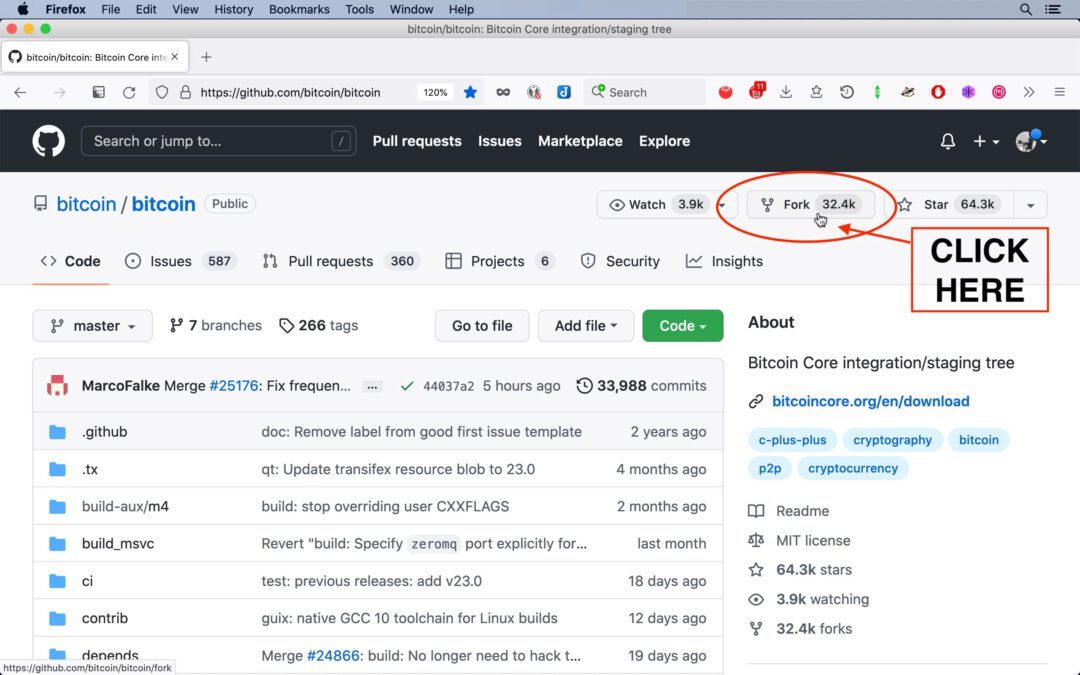 Firefox File Edit View History Bookmarks Tools Window Help
bitcoin/bitcoin: Bitcoin Core integration/staging tree
bitcoin/bitcoin: Bitcoin Core inte
https://github.com/bitcoin/bitcoin 120% Search 11
Search or jump to... / Pull requests Issues Marketplace Explore
bitcoin / bitcoin Public Watch 3.9k Fork 32.4k Star 64.3k
CLICK
HERE
Code Issues 587 Pull requests 360 Projects 6 Security Insights
master 7 branches 266 tags Go to file Add file Code
MarcoFalke Merge #25176: Fix frequen... ... 44037a2 5 hours ago 33,988 commits
.github doc: Remove label from good first issue template 2 years ago
.tx qt: Update transifex resource blob to 23.0 4 months ago
build-aux/m4 build: stop overriding user CXXFLAGS 2 months ago
build_msvc Revert "build: Specify zeromq port explicitly for... last month
ci test: previous releases: add v23.0 18 days ago
contrib guix: native GCC 10 toolchain for Linux builds 12 days ago
depends Merge #24866: build: No longer need to hack t... 19 days ago
About
Bitcoin Core integration/staging tree
bitcoincore.org/en/download
c-plus-plus cryptography bitcoin
p2p cryptocurrency
Readme
MIT license
64.3k stars
3.9k watching
32.4k forks
https://github.com/bitcoin/bitcoin/fork